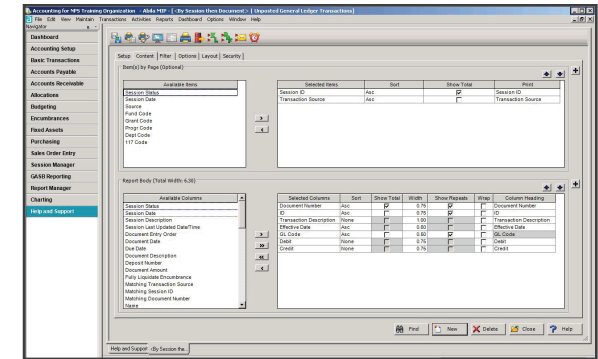 Accounting for NPS Training Organization - Abila MIP - [ <By Session then Document> | Unposted General Ledger Transactions]
File Edit View Maintain Transactions Activities Reports Dashboard Options Window Help
Navigator
Dashboard
Accounting Setup
Basic Transactions
Accounts Payable
Accounts Receivable
Allocations
Budgeting
Encumbrances
Fixed Assets
Purchasing
Sales Order Entry
Session Manager
GASB Reporting
Report Manager
Charting
Help and Support
Setup Content Filter Options Layout Security
Item(s) by Page (Optional)
Available Items
Session Status
Session Date
Source
Fund Code
Grant Code
Progr Code
Dept Code
117 Code
Selected Items Sort Show Total Print
Session ID Asc Session ID
Transaction Source Asc Transaction Source
Report Body (Total Width: 6.30)
Available Columns
Session Status
Session Date
Session Description
Session Last Updated Date/Time
Document Entry Order
Document Date
Due Date
Document Description
Deposit Number
Document Amount
Fully Liquidate Encumbrance
Matching Transaction Source
Matching Session ID
Matching Document Number
Name
Selected Columns Sort Show Total Width Show Repeats Wrap Column Heading
Document Number Asc 0.75 Document Number
ID Asc 0.75 ID
Transaction Description None 1.00 Transaction Description
Effective Date Asc 0.80 Effective Date
GL Code Asc 0.80 GL Code
Debit None 0.75 Debit
Credit None 0.75 Credit
Find New Delete Close Help
Help and Support <By Session the..